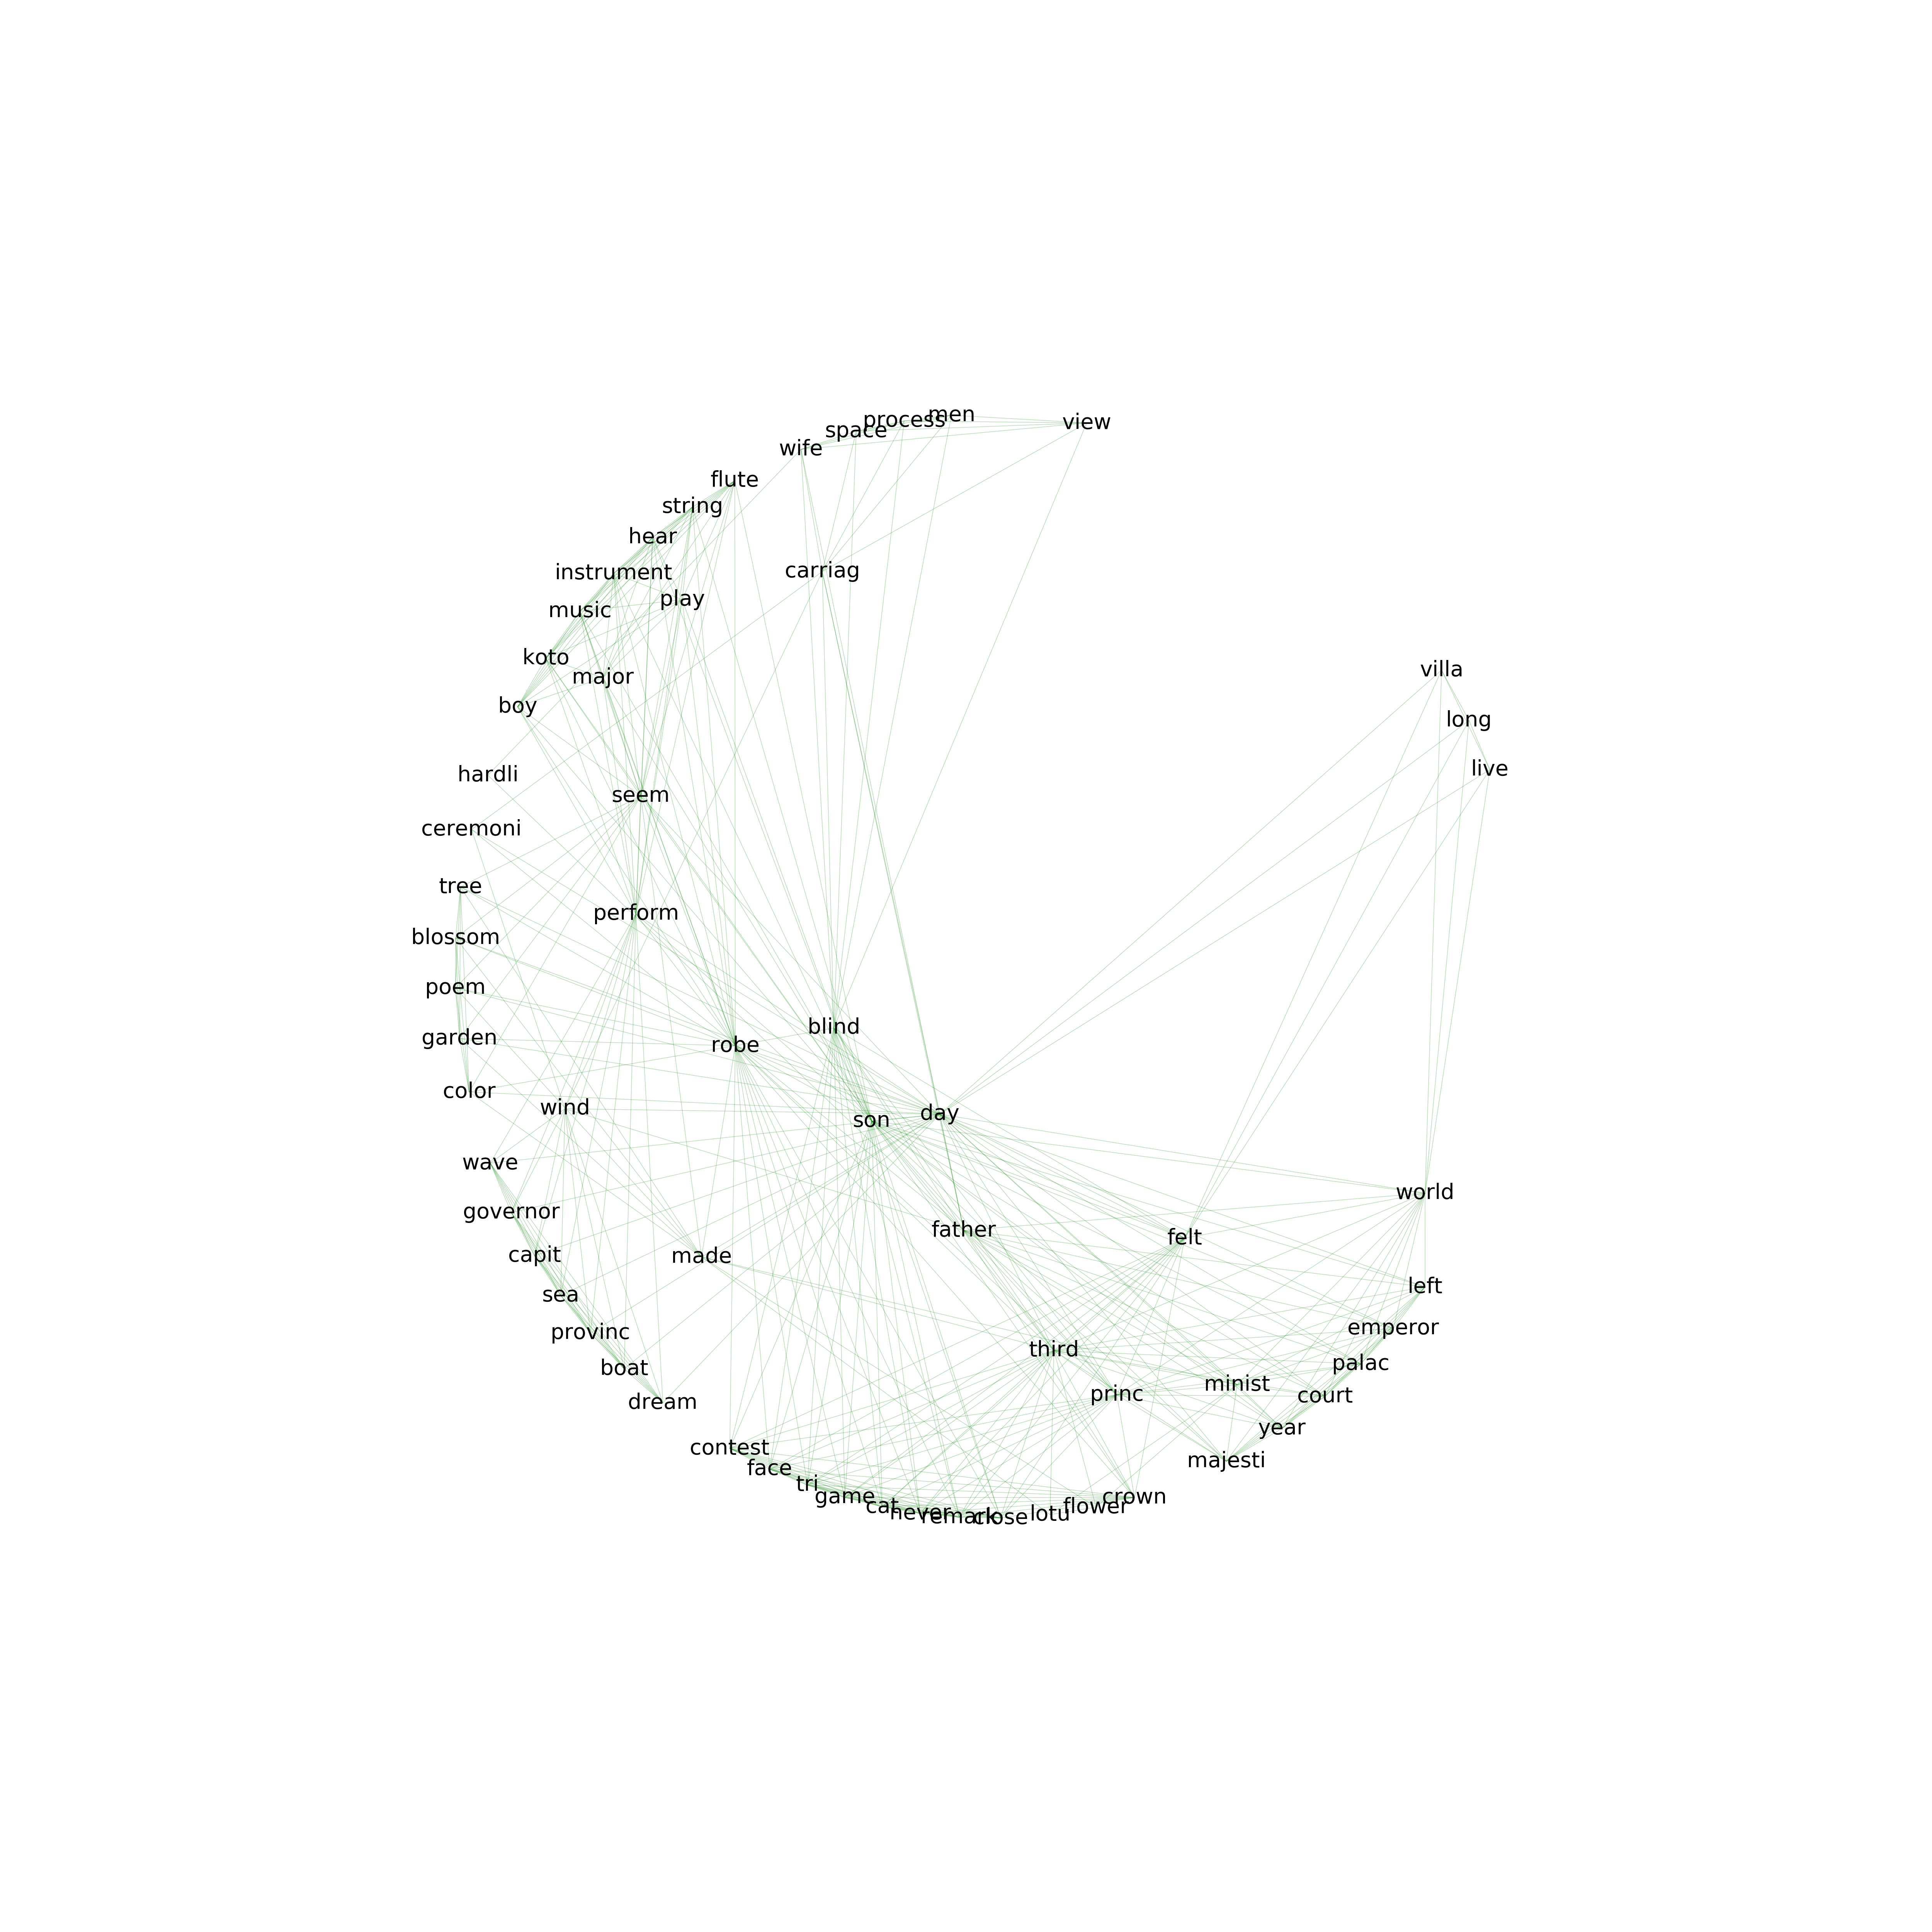 men
process
view
space
wife
flute
string
hear
carriag
instrument
play
music
koto
villa
major
boy
long
live
hardli
seem
ceremoni
tree
perform
blossom
poem
blind
garden
robe
color
wind
day
son
wave
world
governor
father
felt
capit
made
left
sea
emperor
provinc
third
palac
boat
minist
princ
court
dream
year
contest
majesti
face
tri
game
crown
cat
flower
never
lotu
remark
close